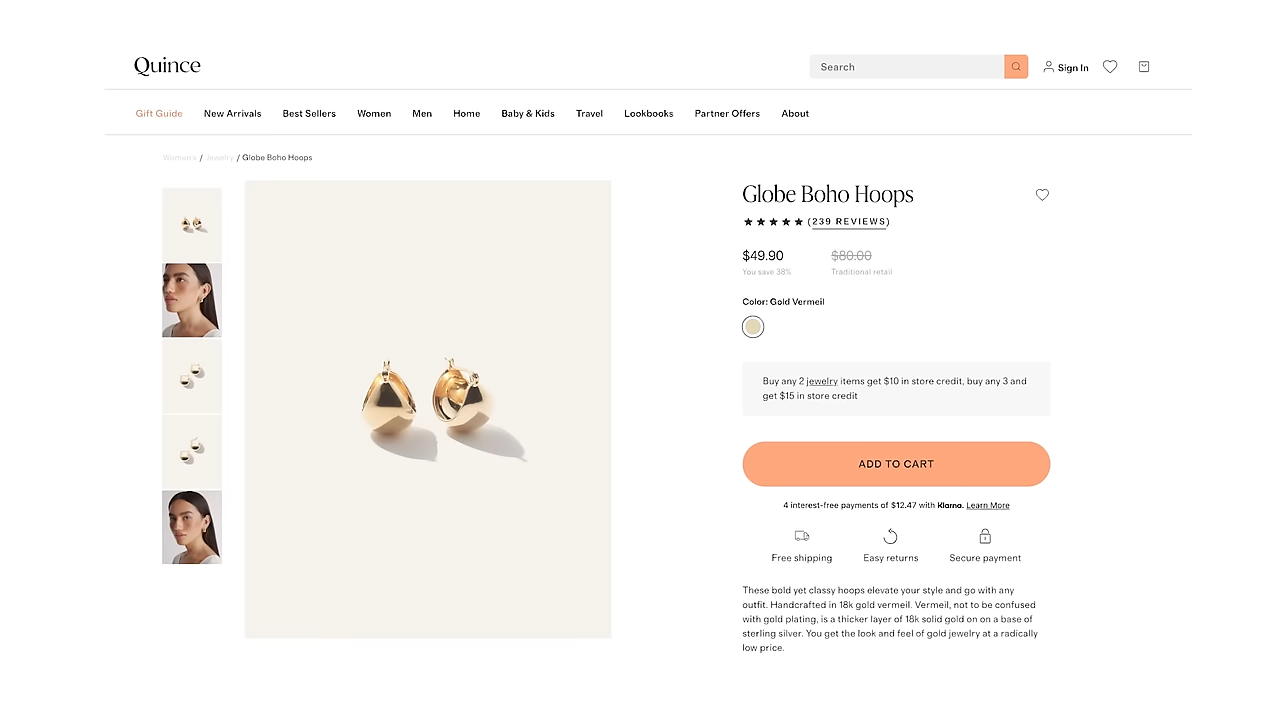 Quince
Search
Sign In
Gift Guide New Arrivals Best Sellers Women Men Home Baby & Kids Travel Lookbooks Partner Offers About
Women's / Jewelry / Globe Boho Hoops
Globe Boho Hoops
★★★★★ (239 REVIEWS)
$49.90 $80.00
You save 38% Traditional retail
Color: Gold Vermeil
Buy any 2 jewelry items get $10 in store credit, buy any 3 and
get $15 in store credit
ADD TO CART
4 interest-free payments of $12.47 with Klarna. Learn More
Free shipping Easy returns Secure payment
These bold yet classy hoops elevate your style and go with any
outfit. Handcrafted in 18k gold vermeil. Vermeil, not to be confused
with gold plating, is a thicker layer of 18k solid gold on on a base of
sterling silver. You get the look and feel of gold jewelry at a radically
low price.